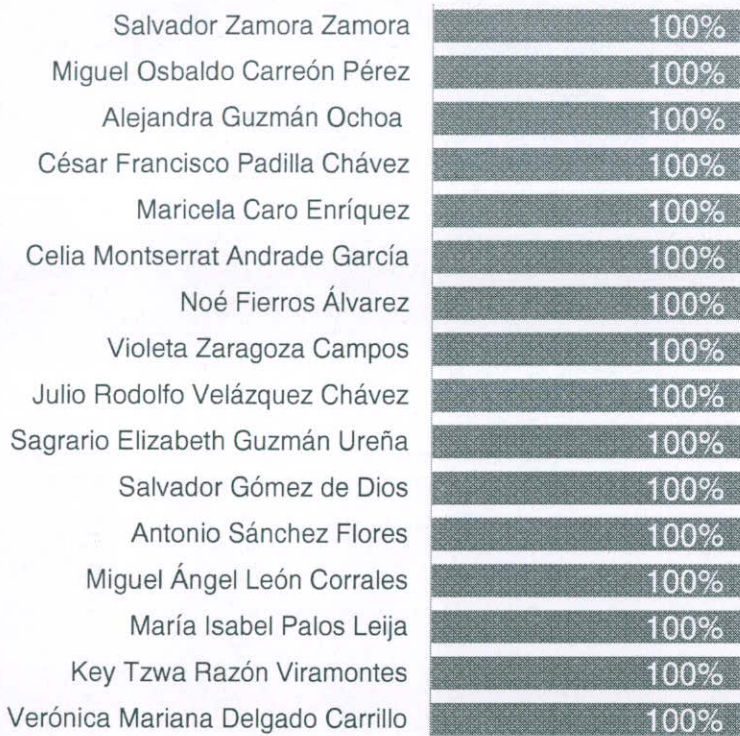 Salvador Zamora Zamora 100%
Miguel Osbaldo Carreón Pérez 100%
Alejandra Guzmán Ochoa 100%
César Francisco Padilla Chávez 100%
Maricela Caro Enríquez 100%
Celia Montserrat Andrade García 100%
Noé Fierros Álvarez 100%
Violeta Zaragoza Campos 100%
Julio Rodolfo Velázquez Chávez 100%
Sagrario Elizabeth Guzmán Ureña 100%
Salvador Gómez de Dios 100%
Antonio Sánchez Flores 100%
Miguel Ángel León Corrales 100%
María Isabel Palos Leija 100%
Key Tzwa Razón Viramontes 100%
Verónica Mariana Delgado Carrillo 100%